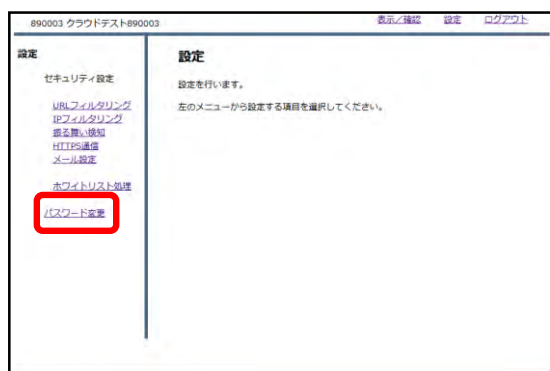 890003 クラウドテスト890003
表示／確認 設定 ログアウト
設定
セキュリティ設定
URLフィルタリング
IPフィルタリング
振る舞い検知
HTTPS通信
メール設定
ホワイトリスト処理
パスワード変更
設定
設定を行います。
左のメニューから設定する項目を選択してください。